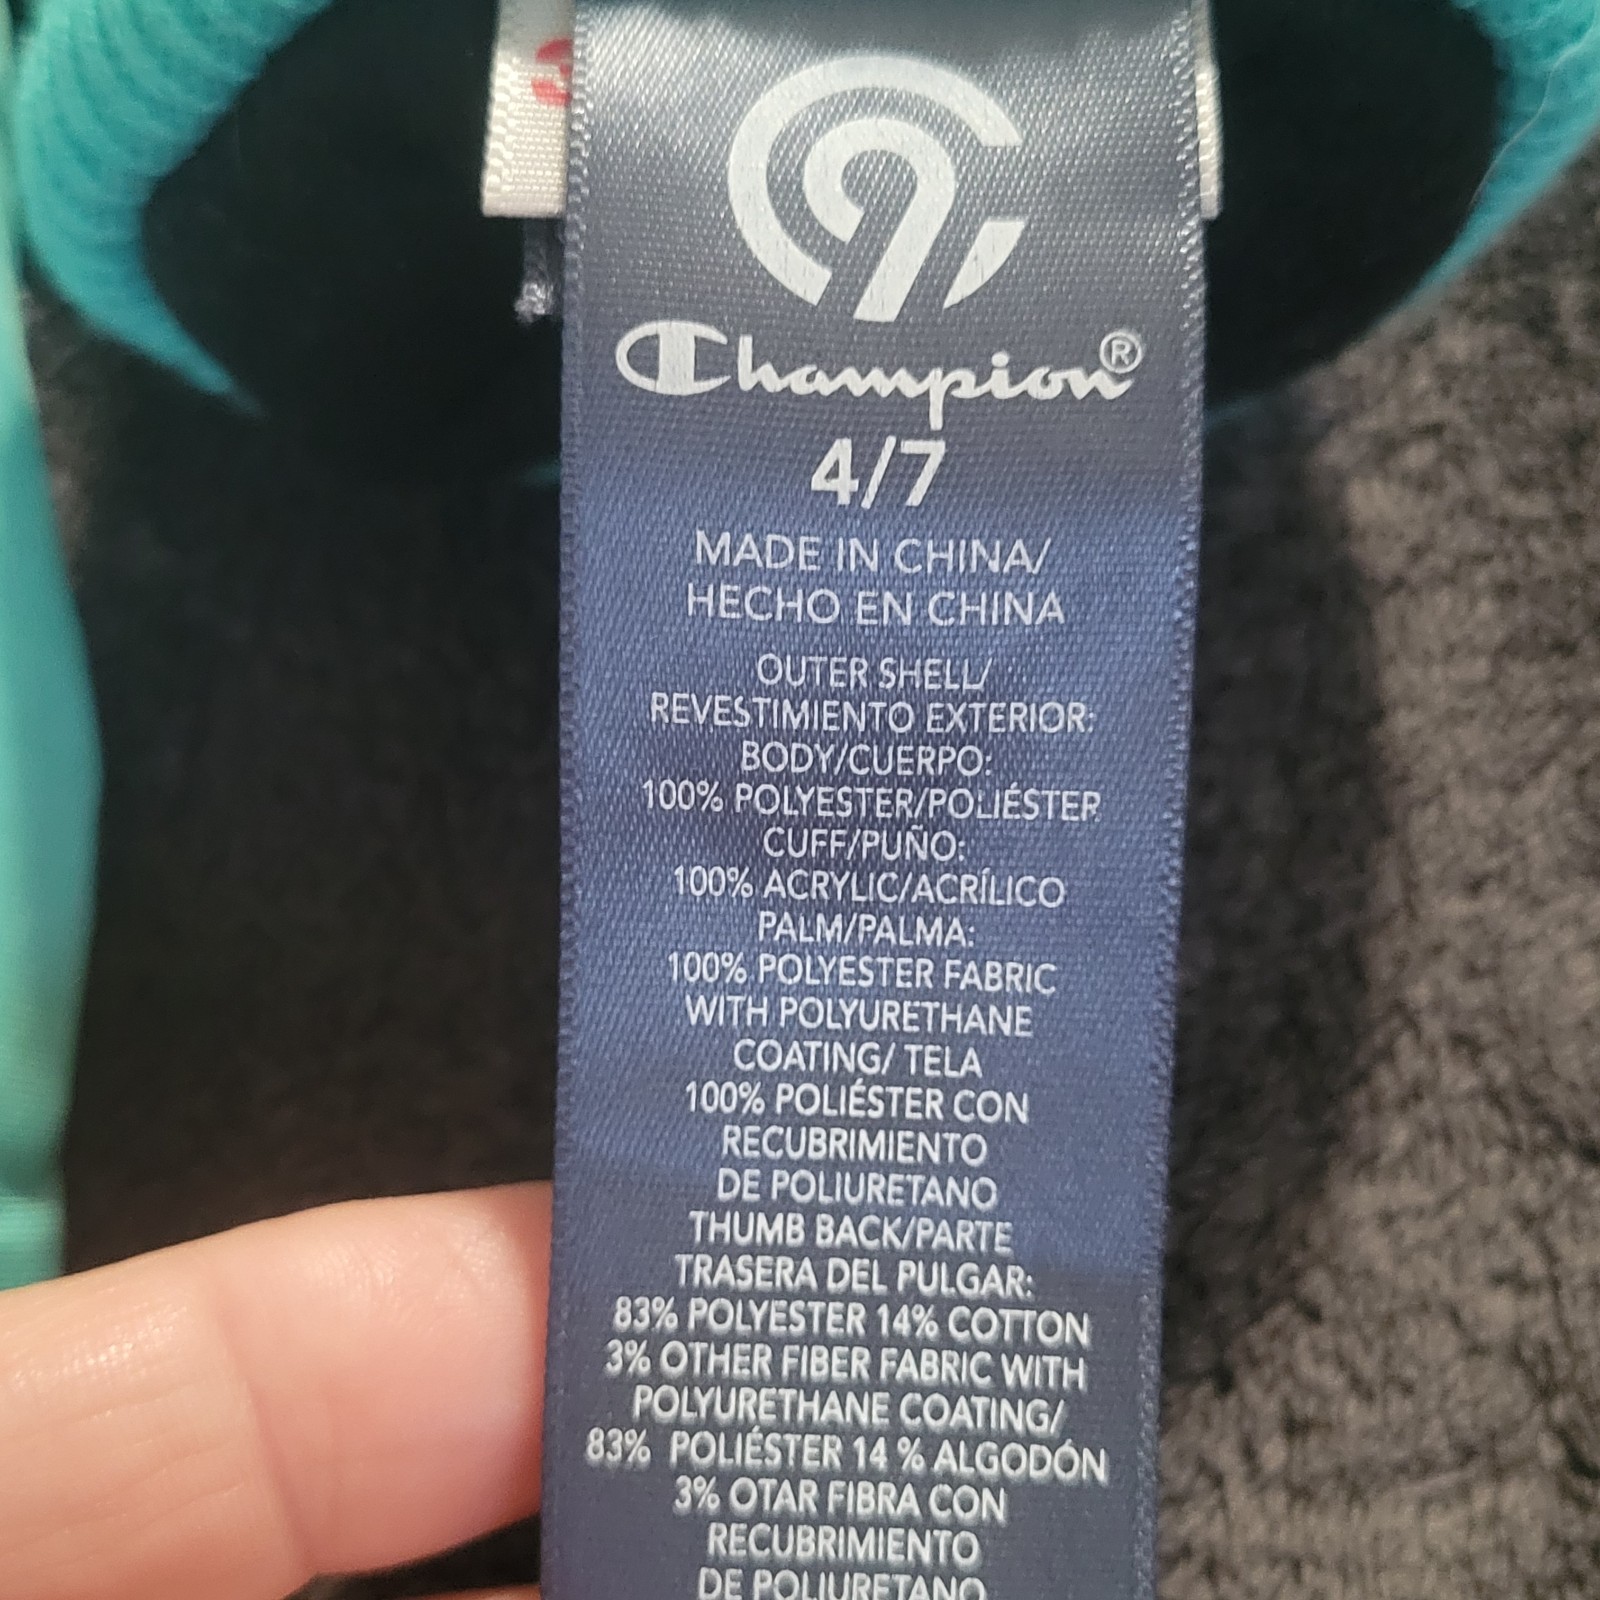 C9
Champion®
4/7
MADE IN CHINA/
HECHO EN CHINA
OUTER SHELL/
REVESTIMIENTO EXTERIOR:
BODY/CUERPO:
100% POLYESTER/POLIÉSTER
CUFF/PUÑO:
100% ACRYLIC/ACRÍLICO
PALM/PALMA:
100% POLYESTER FABRIC
WITH POLYURETHANE
COATING/ TELA
100% POLIÉSTER CON
RECUBRIMIENTO
DE POLIURETANO
THUMB BACK/PARTE
TRASERA DEL PULGAR:
83% POLYESTER 14% COTTON
3% OTHER FIBER FABRIC WITH
POLYURETHANE COATING/
83% POLIÉSTER 14 % ALGODÓN
3% OTAR FIBRA CON
RECUBRIMIENTO
DE POLIURETANO